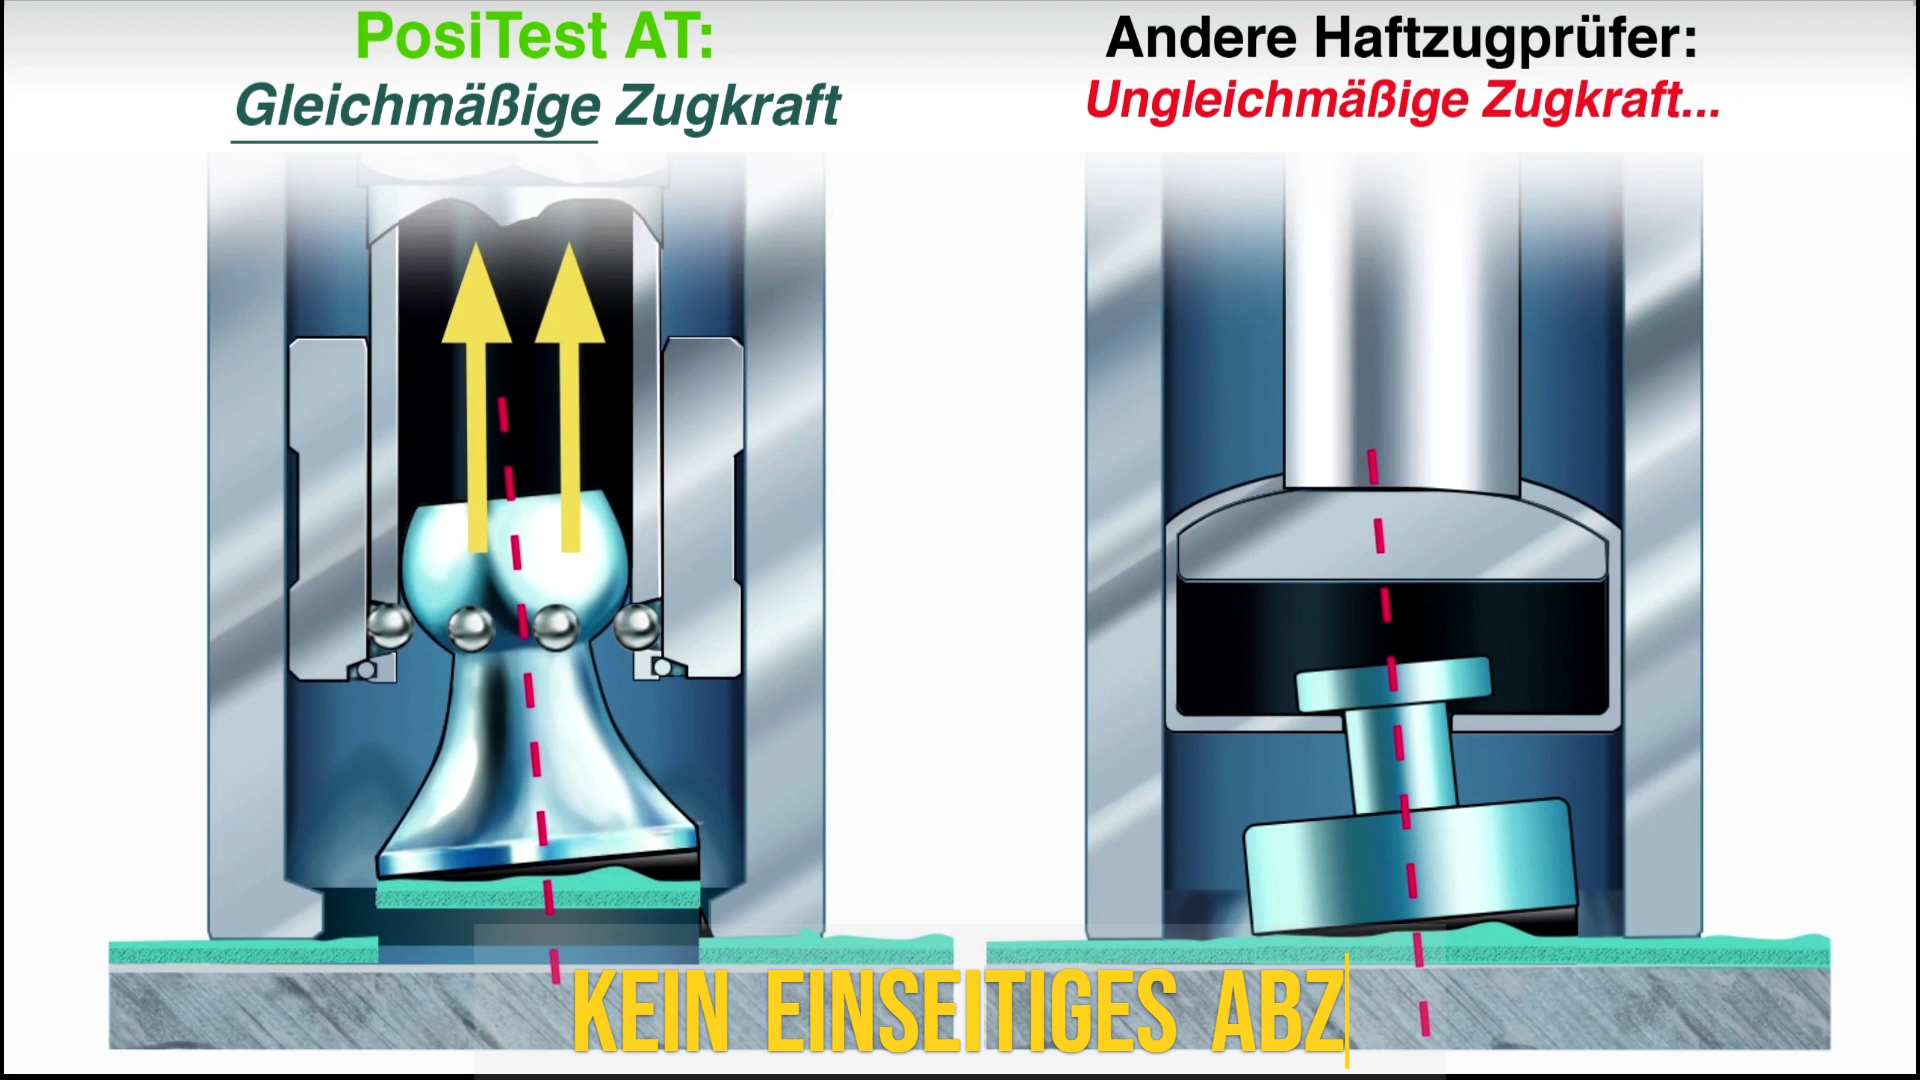 PosiTest AT:
Gleichmäßige Zugkraft
Andere Haftzugprüfer:
Ungleichmäßige Zugkraft...
KEIN EINSEITIGES ABZ